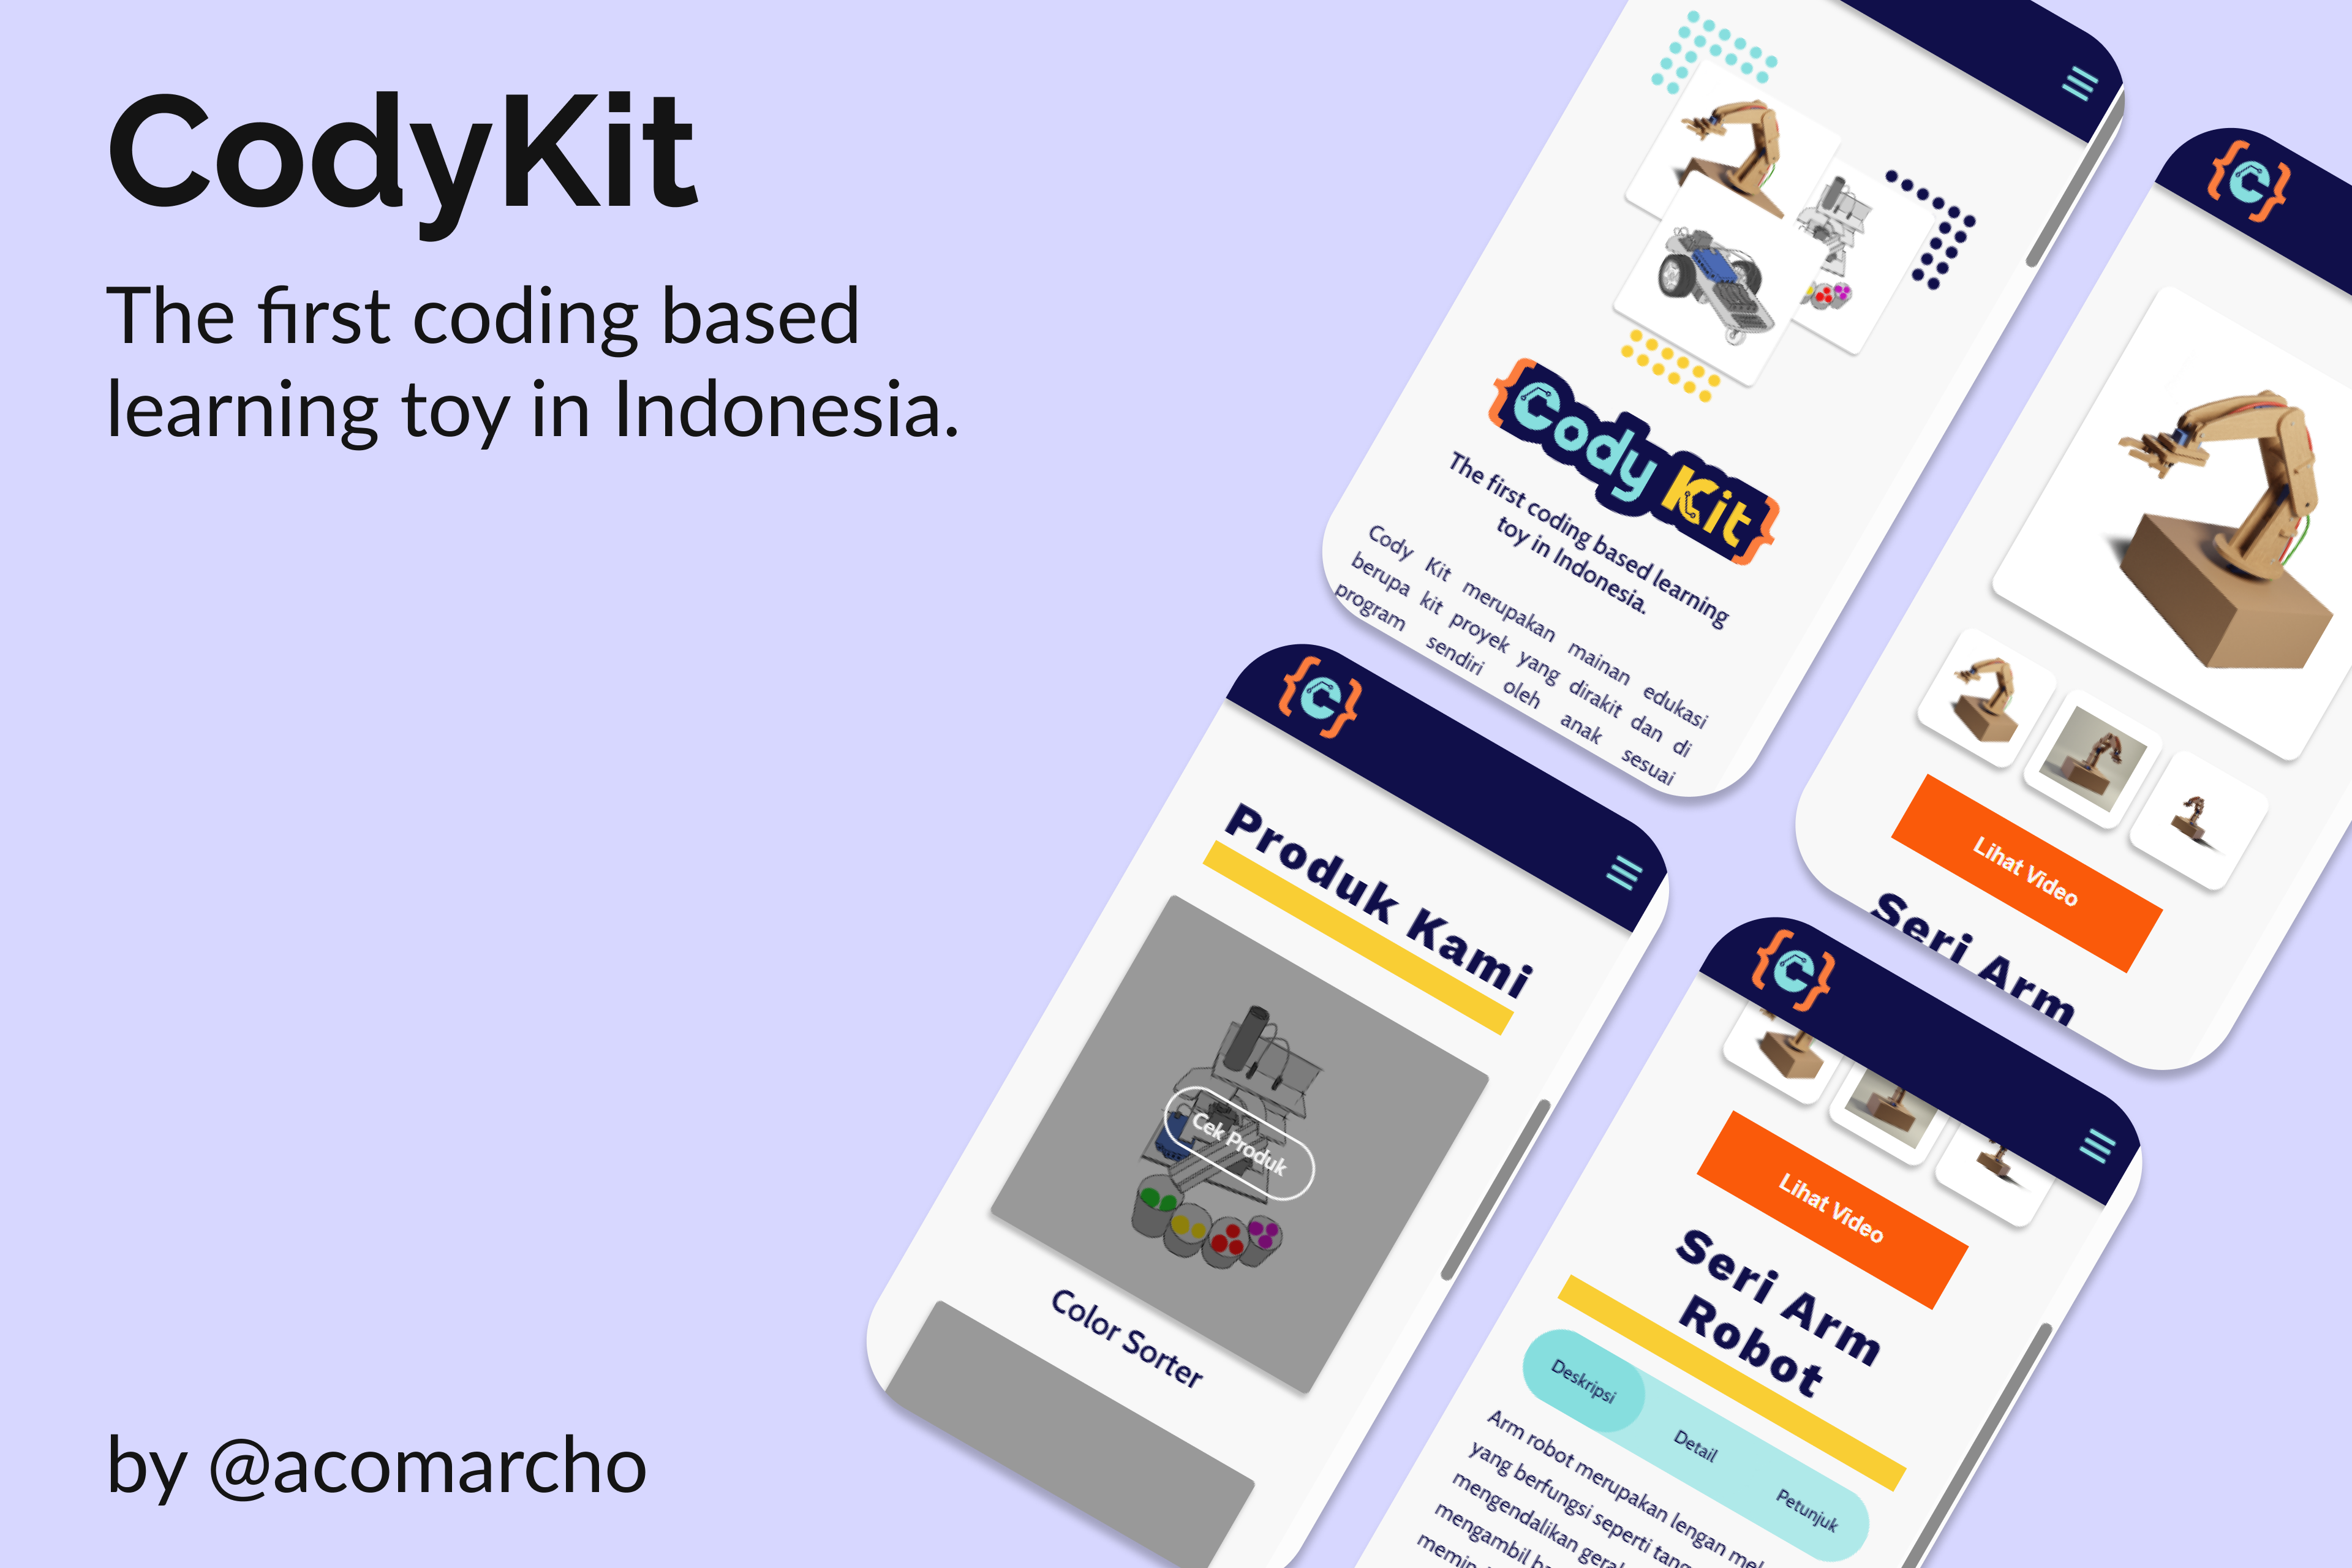 CodyKit
The first coding based
learning toy in Indonesia.
by @acomarcho
{Cody Kit}
The first coding based learning
toy in Indonesia.
Cody Kit merupakan mainan edukasi
berupa kit proyek yang dirakit dan di
program sendiri oleh anak sesuai
{C}
Lihat Video
Seri Arm
{C}
Produk Kami
Cek Produk
Color Sorter
{C}
Lihat Video
Seri Arm
Robot
Deskripsi
Detail
Petunjuk
Arm robot merupakan lengan
yang berfungsi seperti
mengendalikan
mengambil